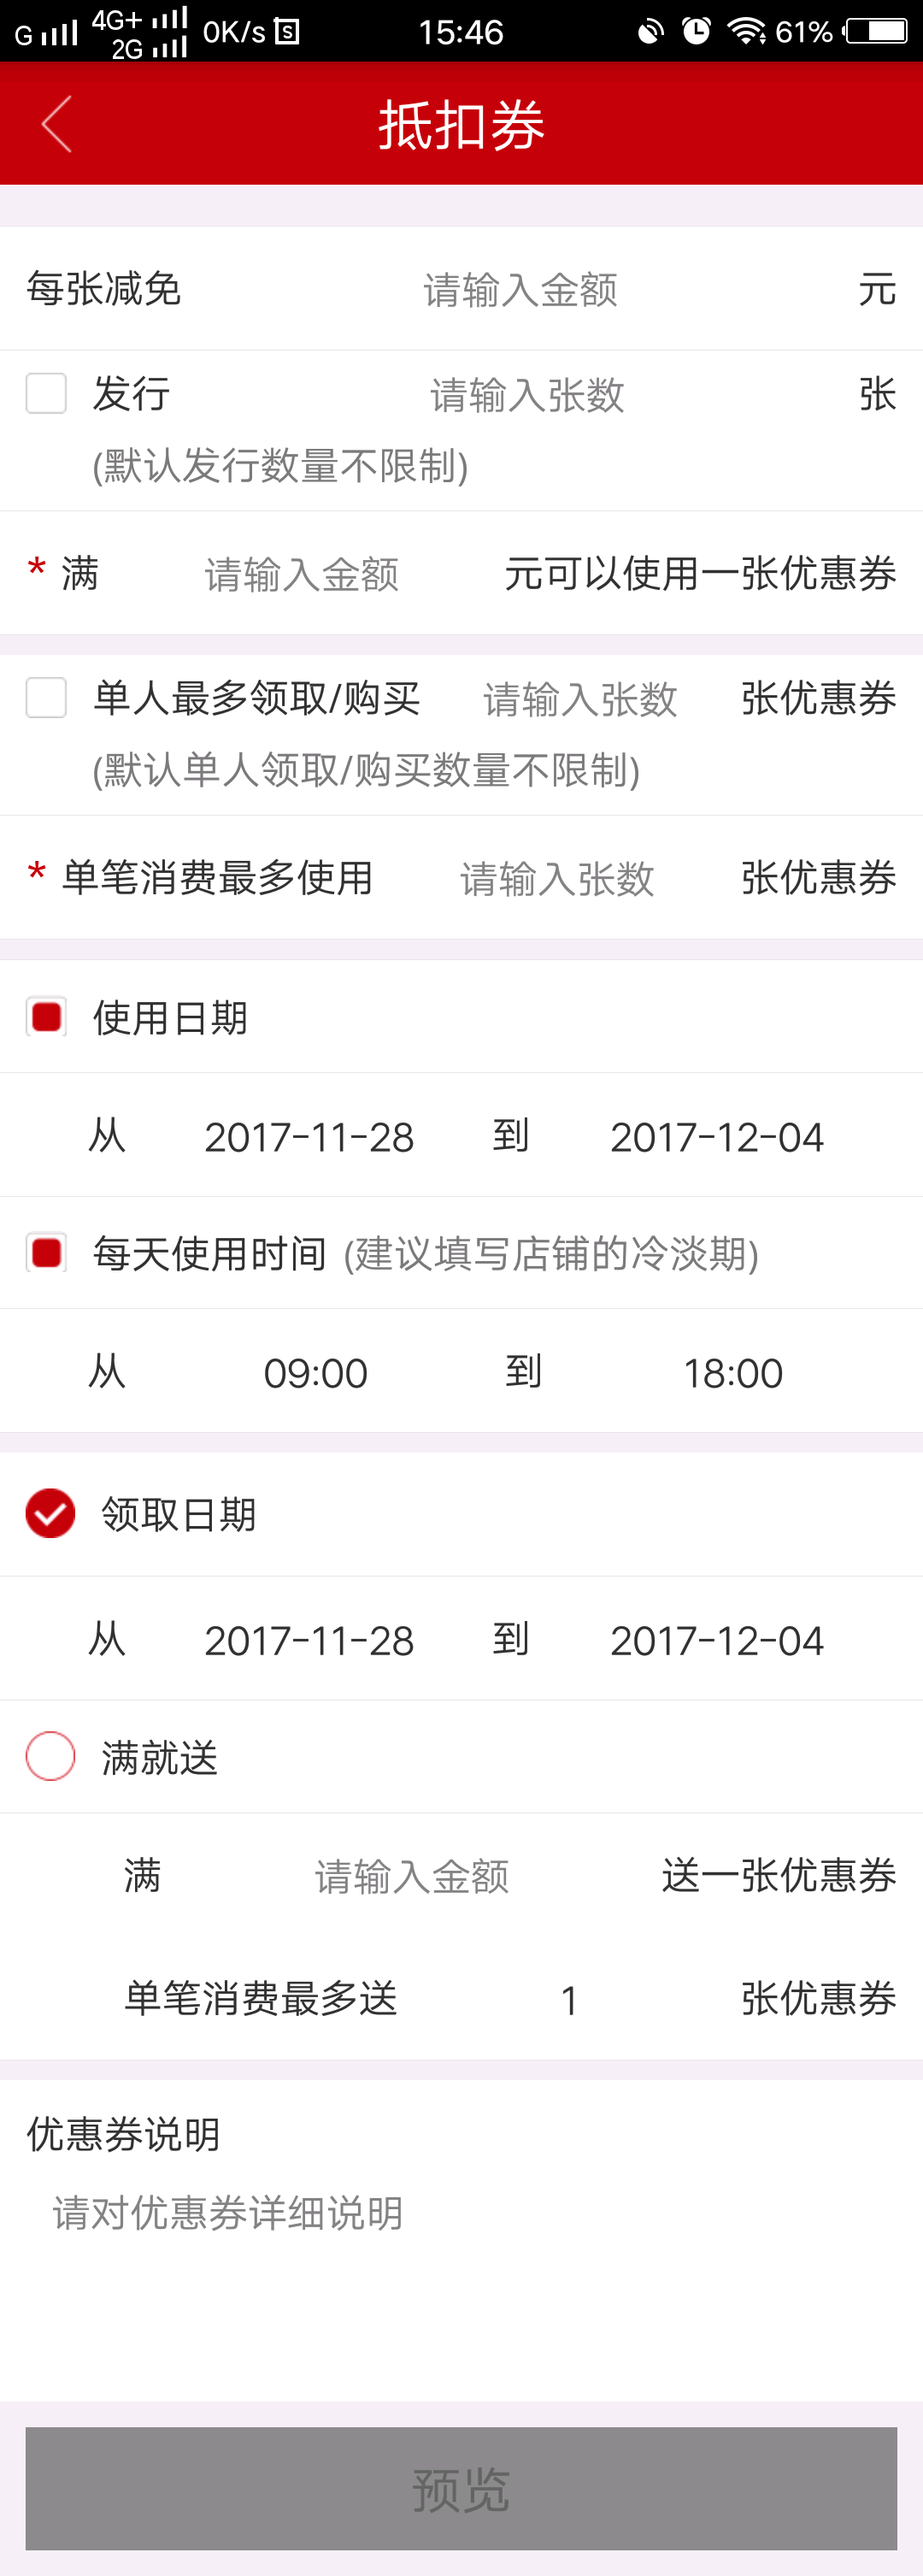 G 4G+ 2G 0K/s 15:46 61%
抵扣券
每张减免 请输入金额 元
发行 请输入张数 张
(默认发行数量不限制)
* 满 请输入金额 元可以使用一张优惠券
单人最多领取/购买 请输入张数 张优惠券
(默认单人领取/购买数量不限制)
* 单笔消费最多使用 请输入张数 张优惠券
使用日期
从 2017-11-28 到 2017-12-04
每天使用时间 (建议填写店铺的冷淡期)
从 09:00 到 18:00
领取日期
从 2017-11-28 到 2017-12-04
满就送
满 请输入金额 送一张优惠券
单笔消费最多送 1 张优惠券
优惠券说明
请对优惠券详细说明
预览